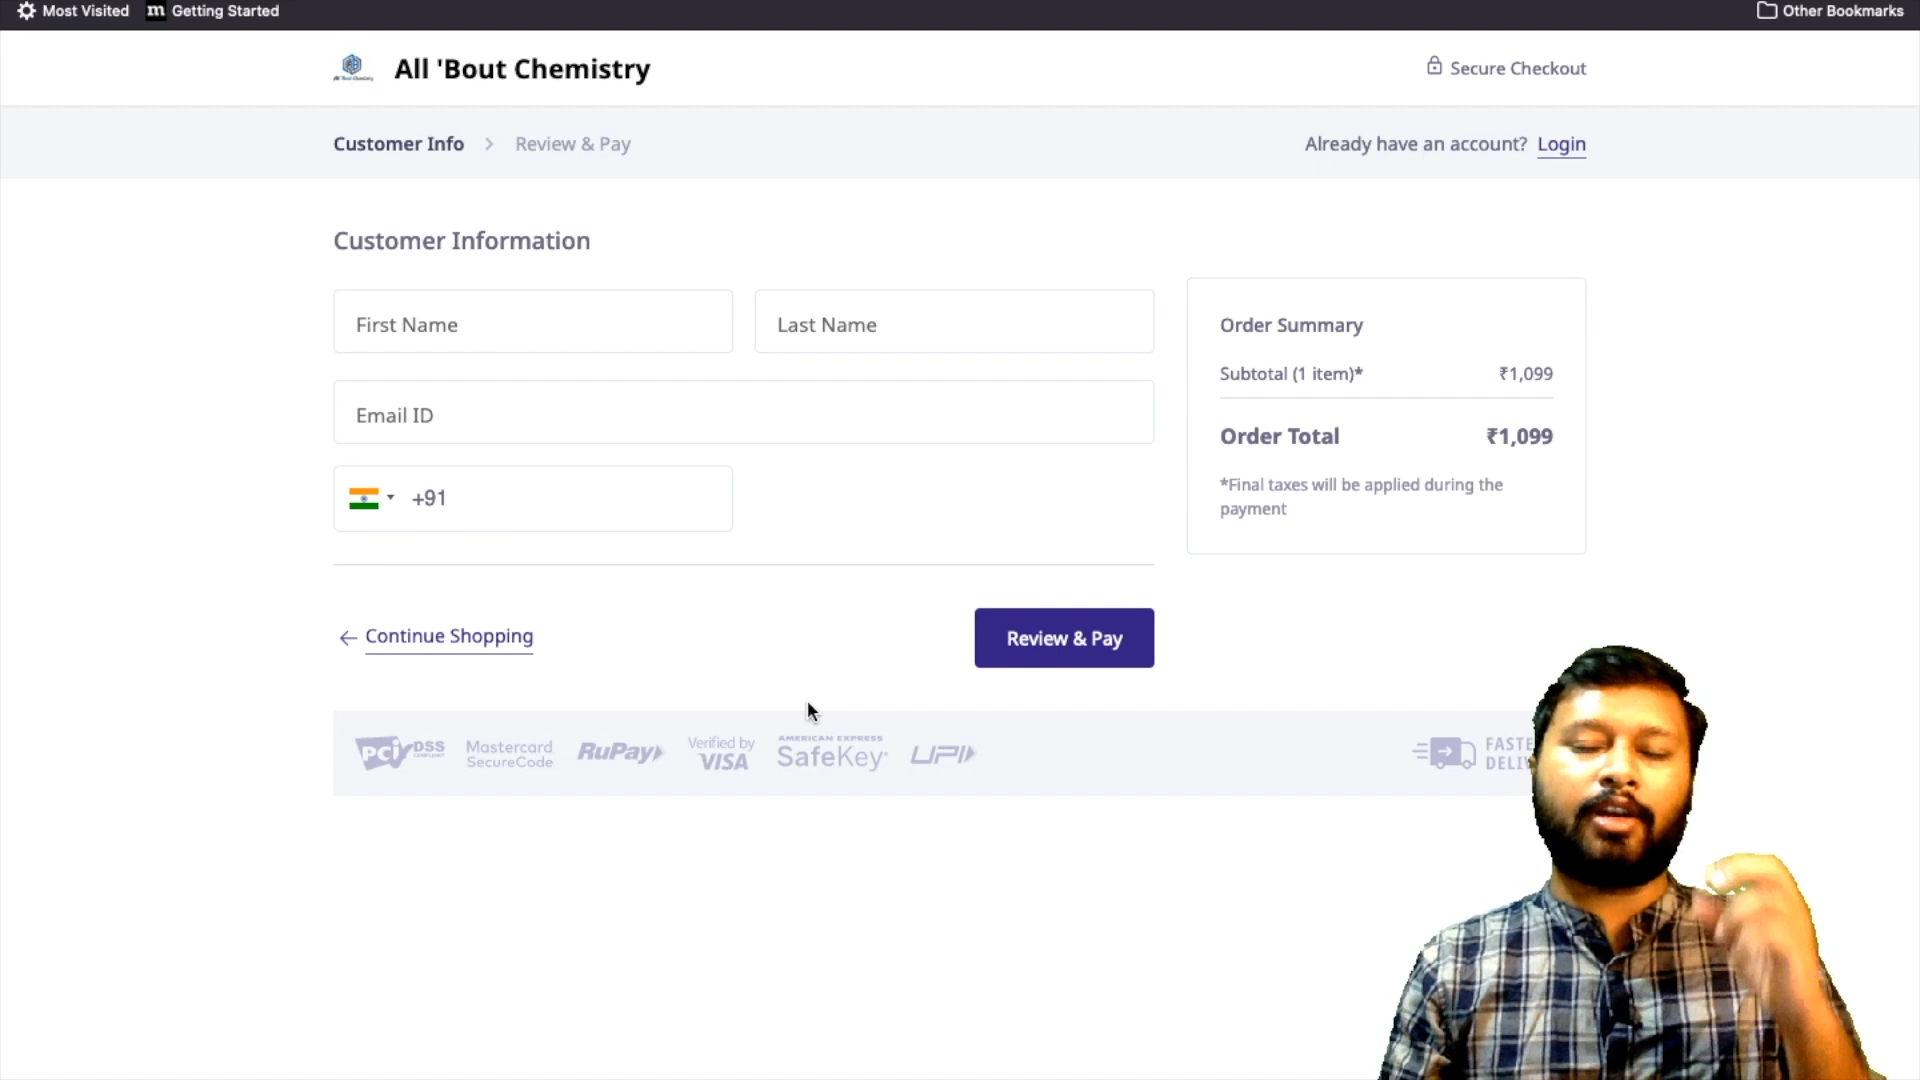 Most Visited
m Getting Started
Other Bookmarks
All 'Bout Chemistry
Secure Checkout
Customer Info
Review & Pay
Already have an account? Login
Customer Information
First Name
Last Name
Email ID
+91
Order Summary
Subtotal (1 item)* ₹1,099
Order Total ₹1,099
*Final taxes will be applied during the
payment
Continue Shopping
Review & Pay
PCI DSS COMPLIANT
Mastercard
SecureCode
RuPay
Verified by
VISA
AMERICAN EXPRESS
SafeKey
UPI